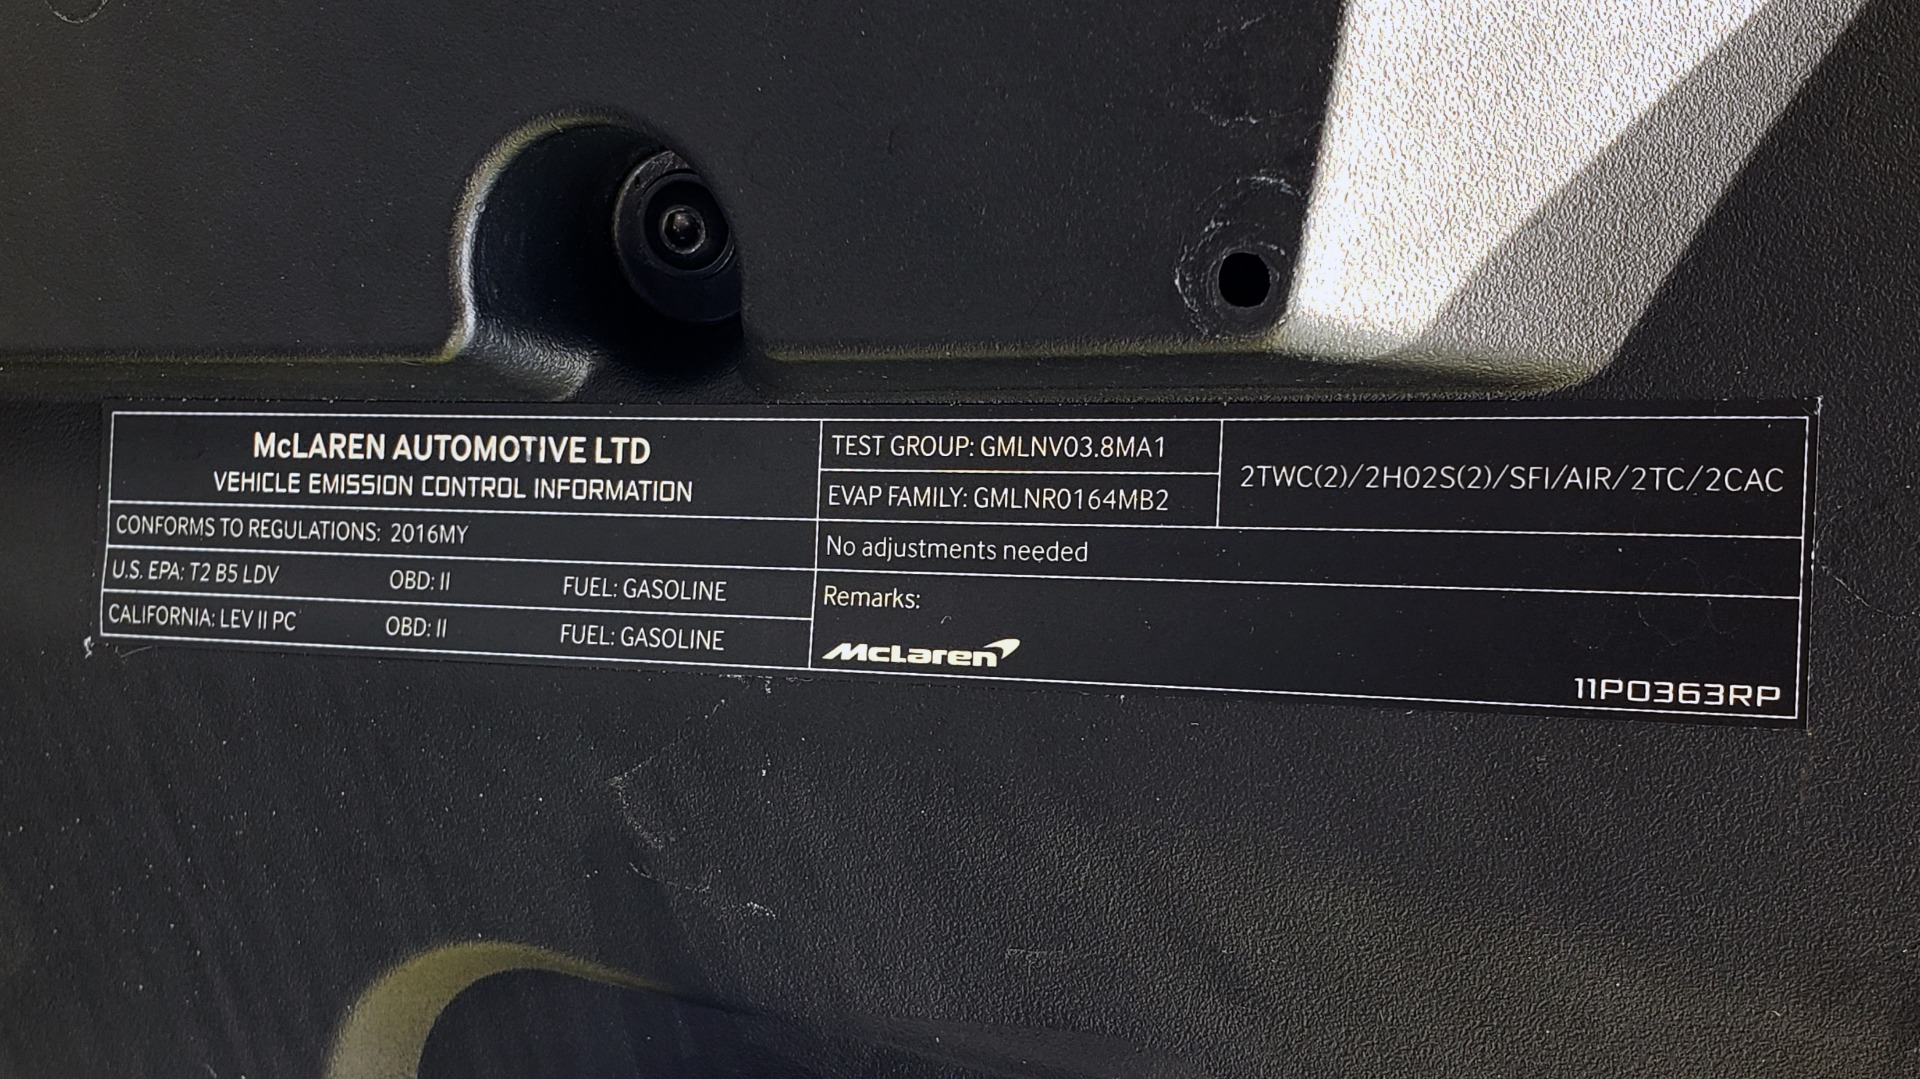 McLAREN AUTOMOTIVE LTD
VEHICLE EMISSION CONTROL INFORMATION
CONFORMS TO REGULATIONS: 2016MY
U.S. EPA: T2 B5 LDV OBD: II FUEL: GASOLINE
CALIFORNIA: LEV II PC OBD: II FUEL: GASOLINE
TEST GROUP: GMLNV03.8MA1
EVAP FAMILY: GMLNR0164MB2
2TWC(2)/2HO2S(2)/SFI/AIR/2TC/2CAC
No adjustments needed
Remarks:
McLaren
11P0363RP